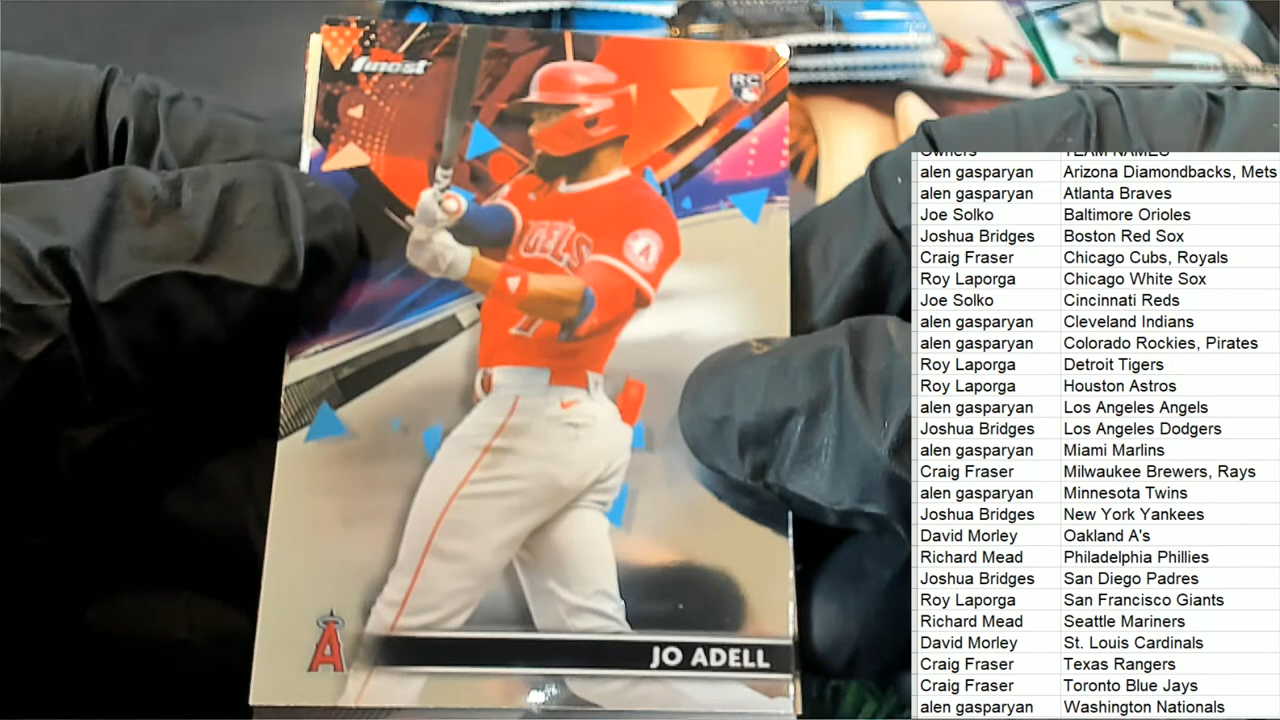 finest
RC
ANGELS
A
7
A
JO ADELL
Owners TEAM NAMES
alen gasparyan Arizona Diamondbacks, Mets
alen gasparyan Atlanta Braves
Joe Solko Baltimore Orioles
Joshua Bridges Boston Red Sox
Craig Fraser Chicago Cubs, Royals
Roy Laporga Chicago White Sox
Joe Solko Cincinnati Reds
alen gasparyan Cleveland Indians
alen gasparyan Colorado Rockies, Pirates
Roy Laporga Detroit Tigers
Roy Laporga Houston Astros
alen gasparyan Los Angeles Angels
Joshua Bridges Los Angeles Dodgers
alen gasparyan Miami Marlins
Craig Fraser Milwaukee Brewers, Rays
alen gasparyan Minnesota Twins
Joshua Bridges New York Yankees
David Morley Oakland A's
Richard Mead Philadelphia Phillies
Joshua Bridges San Diego Padres
Roy Laporga San Francisco Giants
Richard Mead Seattle Mariners
David Morley St. Louis Cardinals
Craig Fraser Texas Rangers
Craig Fraser Toronto Blue Jays
alen gasparyan Washington Nationals